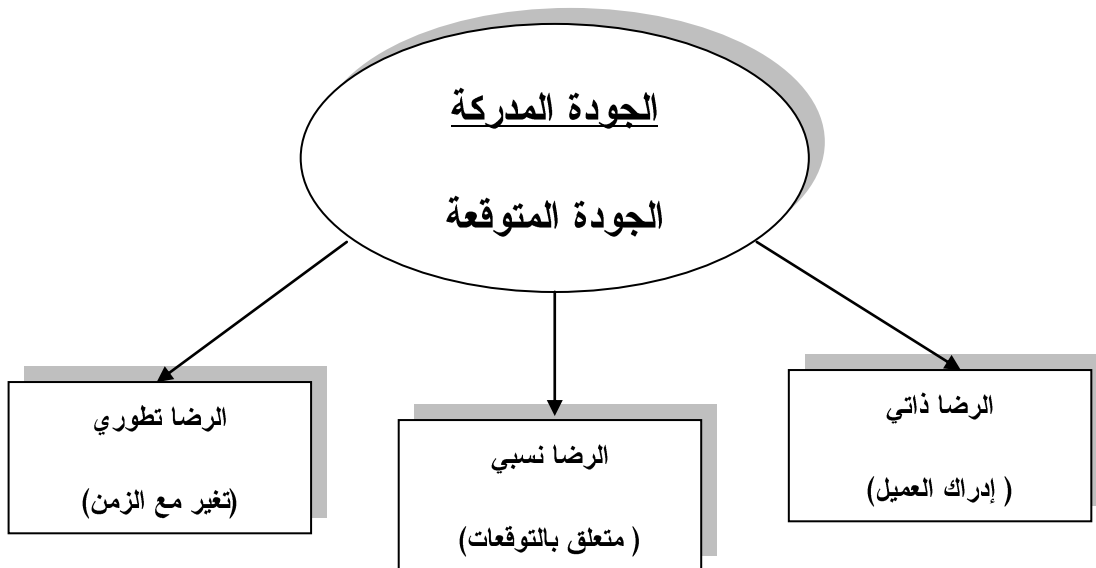 الجودة المدركة
الجودة المتوقعة
الرضا ذاتي
( إدراك العميل)
الرضا نسبي
( متعلق بالتوقعات)
الرضا تطوري
(تغير مع الزمن)